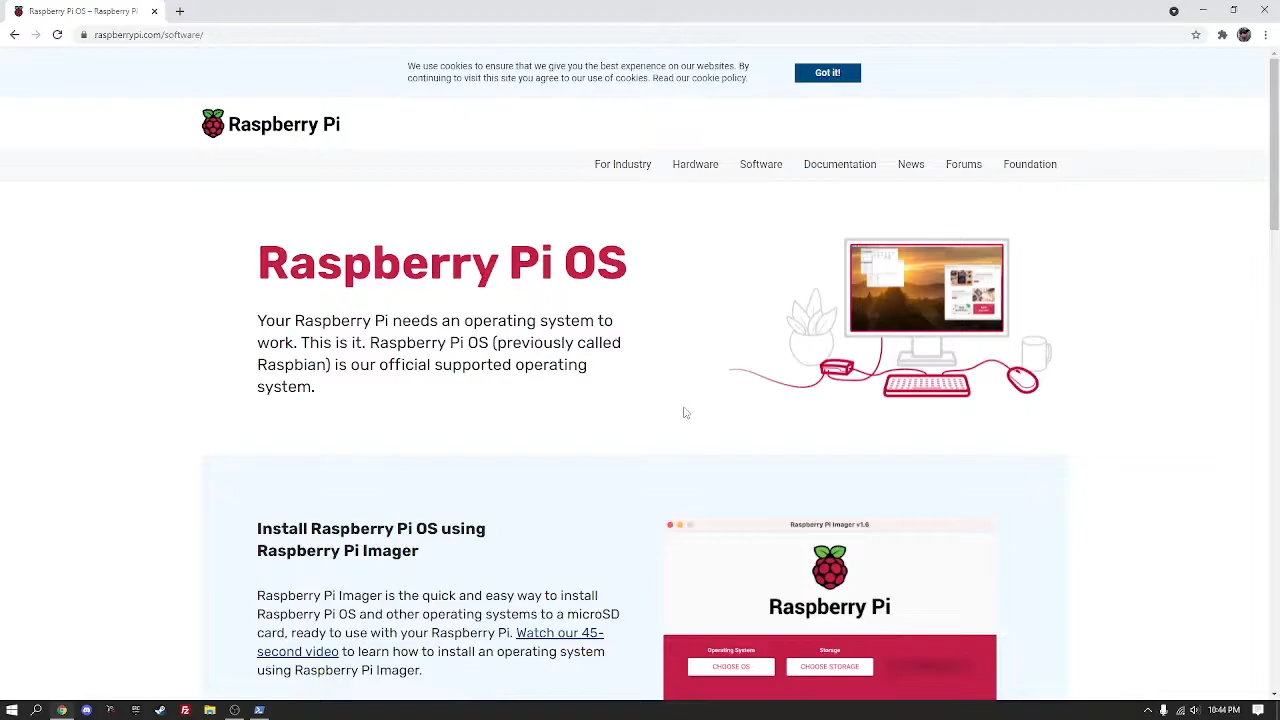 Raspberry Pi OS – Raspberry Pi
raspberrypi.com/software/
We use cookies to ensure that we give you the best experience on our websites. By
continuing to visit this site you agree to our use of cookies. Read our cookie policy.
Got it!
Raspberry Pi
For Industry Hardware Software Documentation News Forums Foundation
Raspberry Pi OS
Your Raspberry Pi needs an operating system to
work. This is it. Raspberry Pi OS (previously called
Raspbian) is our official supported operating
system.
Install Raspberry Pi OS using
Raspberry Pi Imager
Raspberry Pi Imager is the quick and easy way to install
Raspberry Pi OS and other operating systems to a microSD
card, ready to use with your Raspberry Pi. Watch our 45-
second video to learn how to install an operating system
using Raspberry Pi Imager.
Raspberry Pi Imager v1.6
Raspberry Pi
Operating System Storage
CHOOSE OS CHOOSE STORAGE
10:44 PM